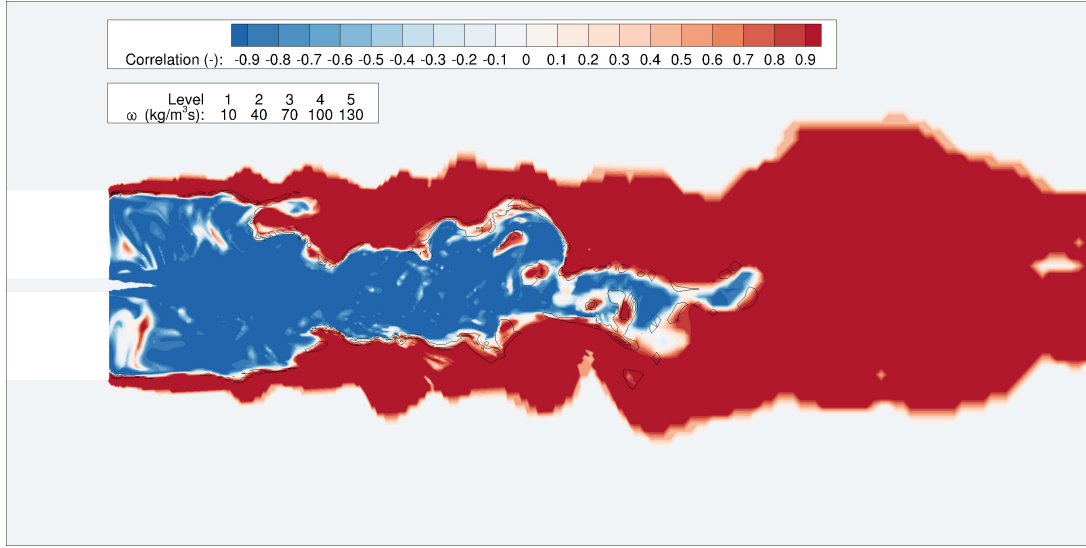 Correlation (-): -0.9 -0.8 -0.7 -0.6 -0.5 -0.4 -0.3 -0.2 -0.1 0 0.1 0.2 0.3 0.4 0.5 0.6 0.7 0.8 0.9
Level 1 2 3 4 5
ω (kg/m³s): 10 40 70 100 130